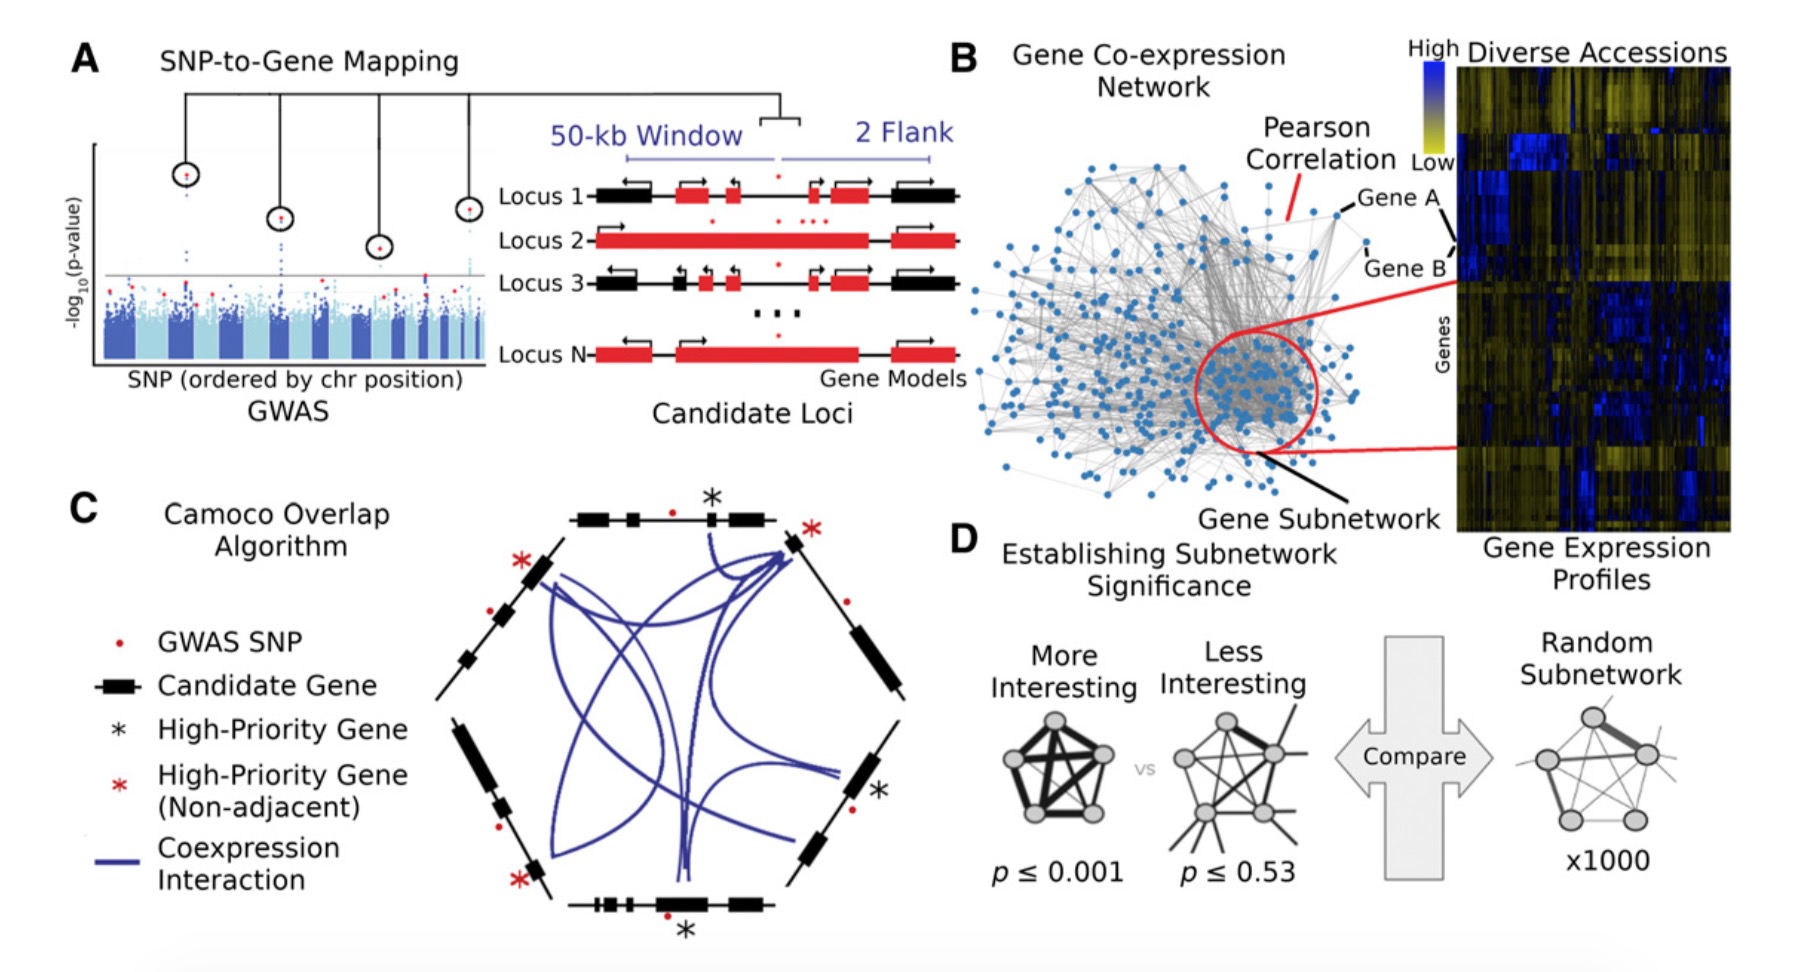 A
SNP-to-Gene Mapping
50-kb Window
2 Flank
-log10(p-value)
Locus 1
Locus 2
Locus 3
Locus N
Gene Models
SNP (ordered by chr position)
GWAS
Candidate Loci
B
Gene Co-expression
Network
Pearson
Correlation
High
Low
Diverse Accessions
Gene A
Gene B
Genes
Gene Subnetwork
Gene Expression
Profiles
C
Camoco Overlap
Algorithm
GWAS SNP
Candidate Gene
* High-Priority Gene
* High-Priority Gene
(Non-adjacent)
Coexpression
Interaction
*
*
*
*
*
*
D
Establishing Subnetwork
Significance
More
Interesting
vs
Less
Interesting
Compare
Random
Subnetwork
p ≤ 0.001
p ≤ 0.53
x1000